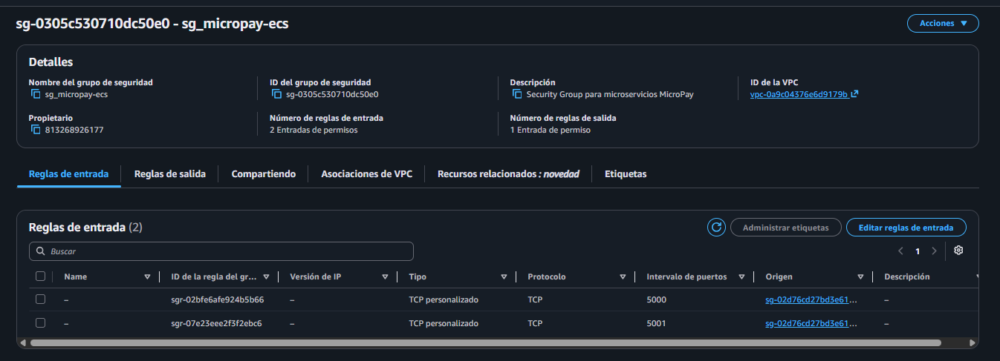 sg-0305c530710dc50e0 - sg_micropay-ecs
Acciones
Detalles
Nombre del grupo de seguridad
sg_micropay-ecs
ID del grupo de seguridad
sg-0305c530710dc50e0
Descripción
Security Group para microservicios MicroPay
ID de la VPC
vpc-0a9c04376e6d9179b
Propietario
813268926177
Número de reglas de entrada
2 Entradas de permisos
Número de reglas de salida
1 Entrada de permiso
Reglas de entrada
Reglas de salida
Compartiendo
Asociaciones de VPC
Recursos relacionados : novedad
Etiquetas
Reglas de entrada (2)
Administrar etiquetas
Editar reglas de entrada
Buscar
1
Name ID de la regla del gr... Versión de IP Tipo Protocolo Intervalo de puertos Origen Descripción
– sgr-02bfe6afe924b5b66 – TCP personalizado TCP 5000 sg-02d76cd27bd3e61... –
– sgr-07e23eee2f3f2ebc6 – TCP personalizado TCP 5001 sg-02d76cd27bd3e61... –